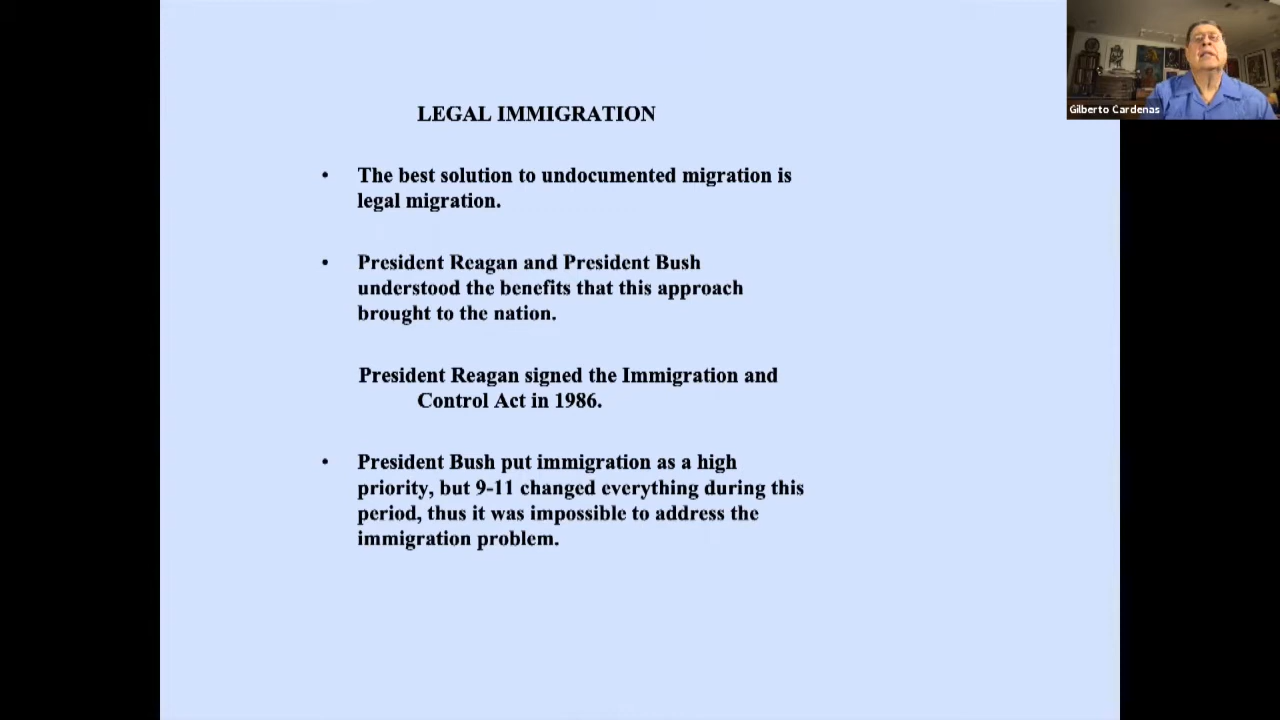 LEGAL IMMIGRATION
• The best solution to undocumented migration is
legal migration.
• President Reagan and President Bush
understood the benefits that this approach
brought to the nation.
President Reagan signed the Immigration and
Control Act in 1986.
• President Bush put immigration as a high
priority, but 9-11 changed everything during this
period, thus it was impossible to address the
immigration problem.
Gilberto Cardenas